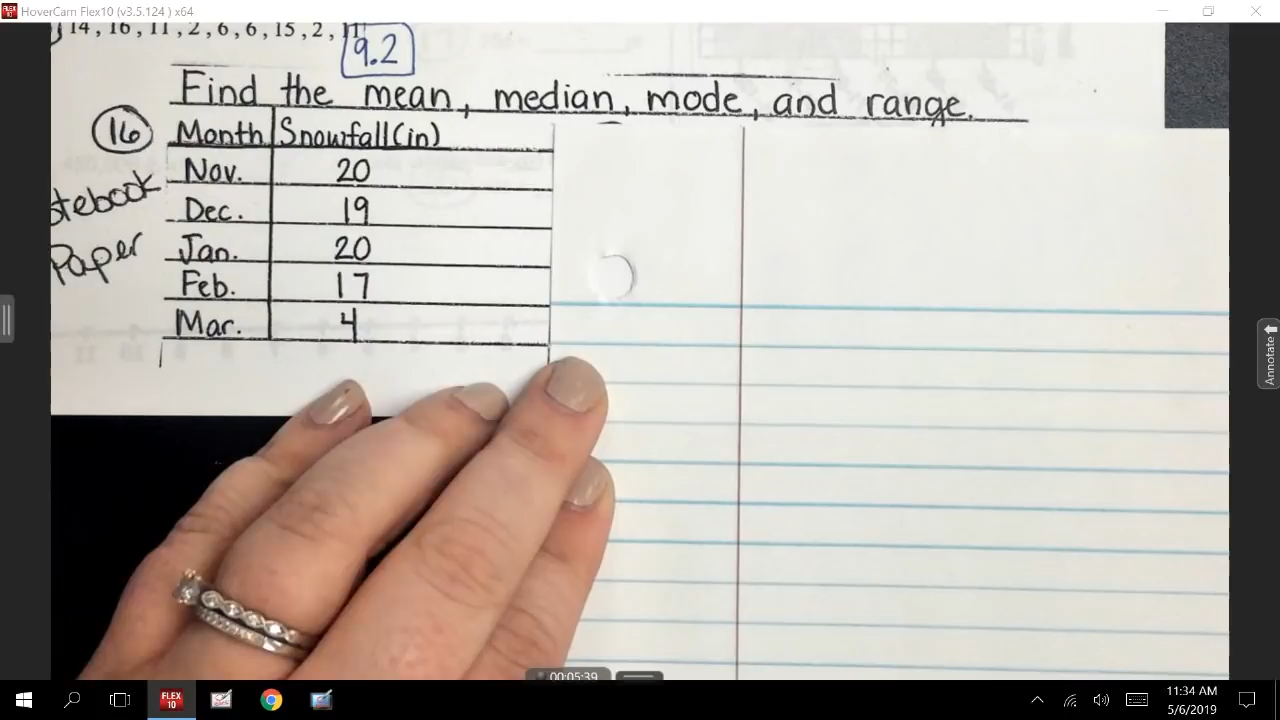 HoverCam Flex10 (v3.5.124 ) x64
14, 16, 11, 2, 6, 6, 15, 2,
9.2
Find the mean, median, mode, and range.
16 Month Snowfall(in)
Nov. 20
Dec. 19
Jan. 20
Feb. 17
Mar. 4
Paper
Annotate
00:05:39
FLEX 10
11:34 AM
5/6/2019